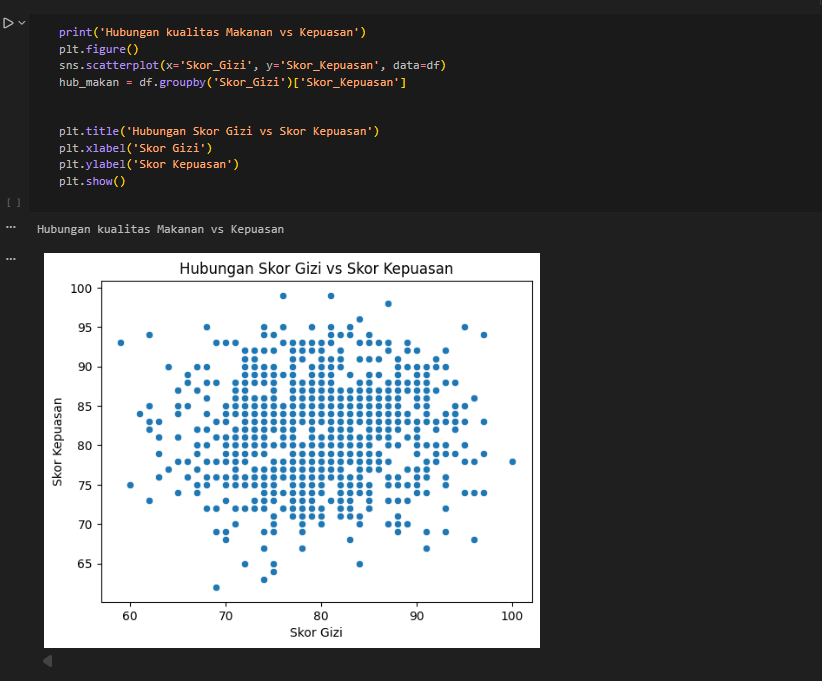 print('Hubungan kualitas Makanan vs Kepuasan')
plt.figure()
sns.scatterplot(x='Skor_Gizi', y='Skor_Kepuasan', data=df)
hub_makan = df.groupby('Skor_Gizi')['Skor_Kepuasan']
plt.title('Hubungan Skor Gizi vs Skor Kepuasan')
plt.xlabel('Skor Gizi')
plt.ylabel('Skor Kepuasan')
plt.show()
[ ]
...
Hubungan kualitas Makanan vs Kepuasan
...
Hubungan Skor Gizi vs Skor Kepuasan
100
95
90
85
80
75
70
65
Skor Kepuasan
60 70 80 90 100
Skor Gizi